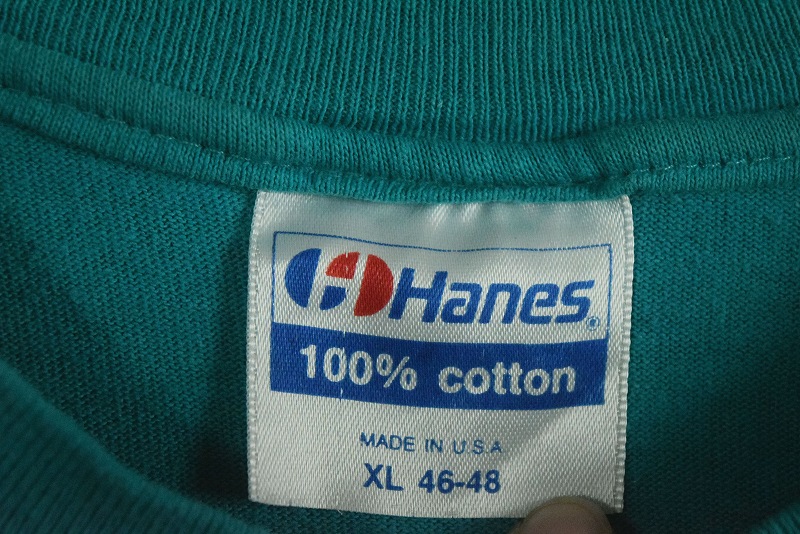 Hanes®
100% cotton
MADE IN U.S.A
XL 46-48